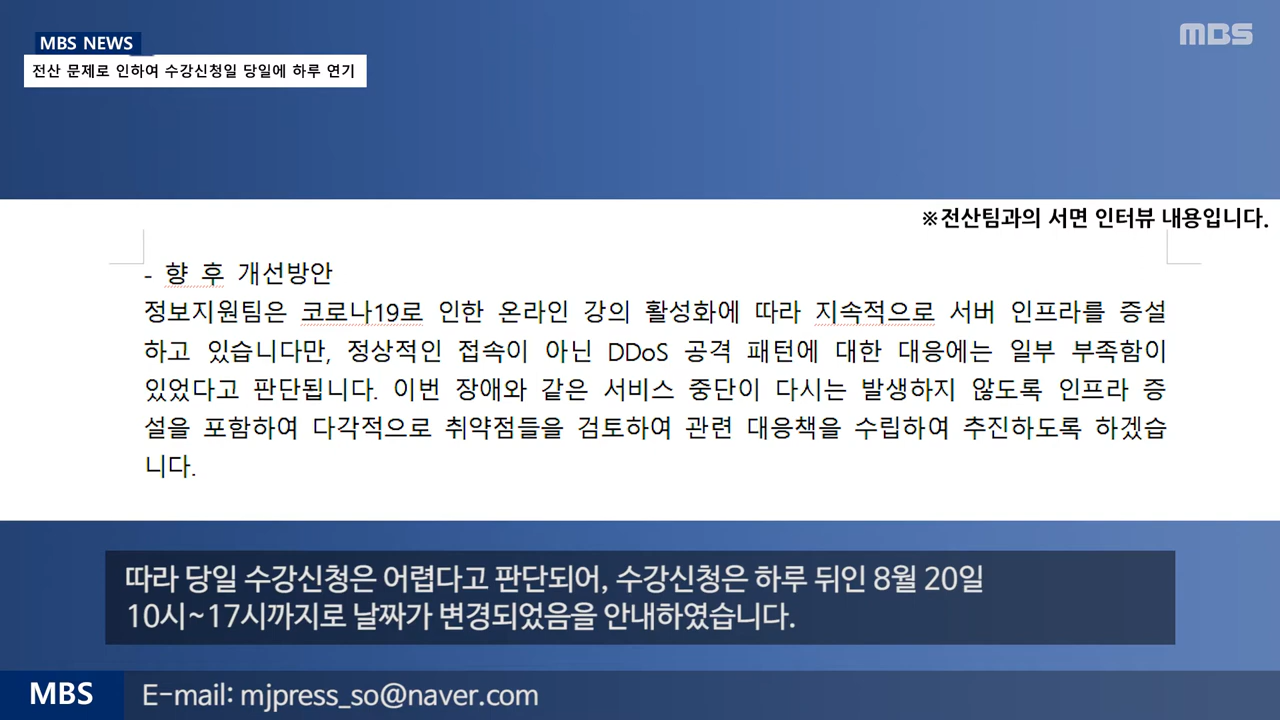 MBS NEWS
MBS
전산 문제로 인하여 수강신청일 당일에 하루 연기
※전산팀과의 서면 인터뷰 내용입니다.
- 향 후 개선방안
정보지원팀은 코로나19로 인한 온라인 강의 활성화에 따라 지속적으로 서버 인프라를 증설
하고 있습니다만, 정상적인 접속이 아닌 DDoS 공격 패턴에 대한 대응에는 일부 부족함이
있었다고 판단됩니다. 이번 장애와 같은 서비스 중단이 다시는 발생하지 않도록 인프라 증
설을 포함하여 다각적으로 취약점들을 검토하여 관련 대응책을 수립하여 추진하도록 하겠습
니다.
따라 당일 수강신청은 어렵다고 판단되어, 수강신청은 하루 뒤인 8월 20일
10시~17시까지로 날짜가 변경되었음을 안내하였습니다.
MBS E-mail: mjpress_so@naver.com